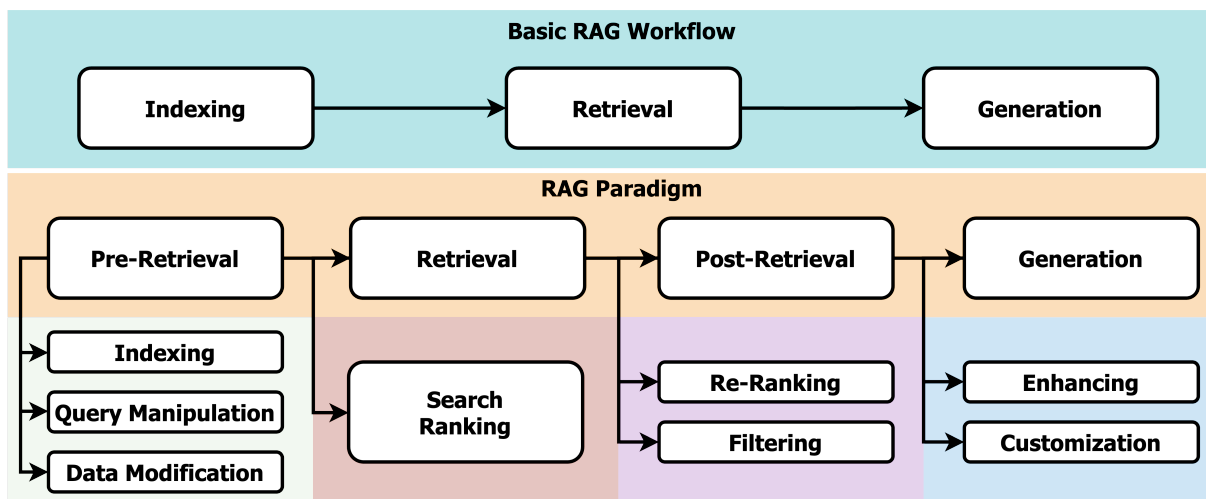 Basic RAG Workflow
Indexing
Retrieval
Generation
RAG Paradigm
Pre-Retrieval
Retrieval
Post-Retrieval
Generation
Indexing
Query Manipulation
Data Modification
Search
Ranking
Re-Ranking
Filtering
Enhancing
Customization